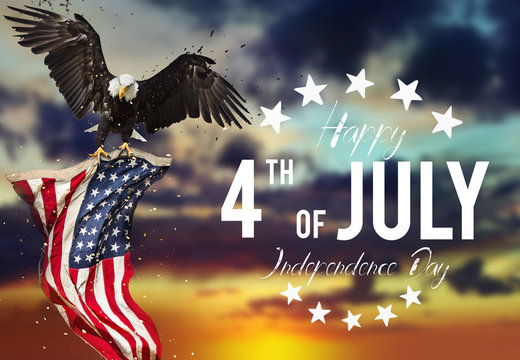 Happy
4TH OF JULY
Independence Day